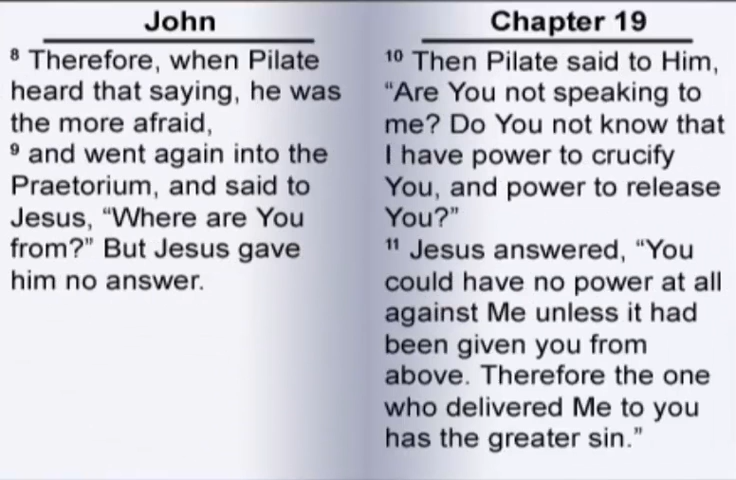 John
⁸ Therefore, when Pilate
heard that saying, he was
the more afraid,
⁹ and went again into the
Praetorium, and said to
Jesus, “Where are You
from?” But Jesus gave
him no answer.
Chapter 19
¹⁰ Then Pilate said to Him,
“Are You not speaking to
me? Do You not know that
I have power to crucify
You, and power to release
You?”
¹¹ Jesus answered, “You
could have no power at all
against Me unless it had
been given you from
above. Therefore the one
who delivered Me to you
has the greater sin.”